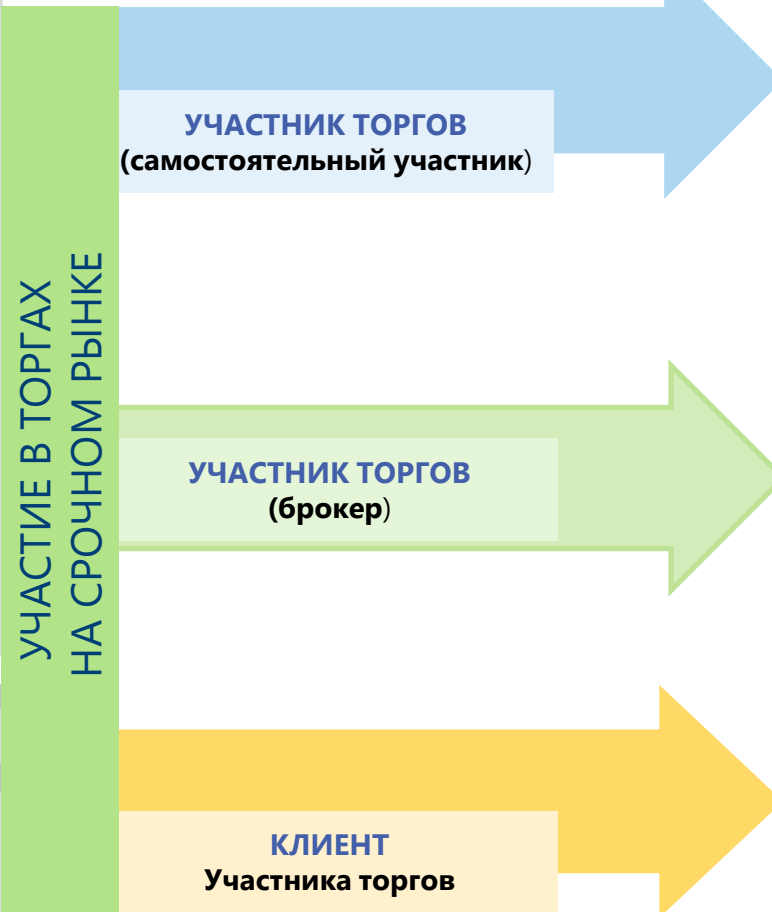 УЧАСТИЕ В ТОРГАХ
НА СРОЧНОМ РЫНКЕ
УЧАСТНИК ТОРГОВ
(самостоятельный участник)
УЧАСТНИК ТОРГОВ
(брокер)
КЛИЕНТ
Участника торгов